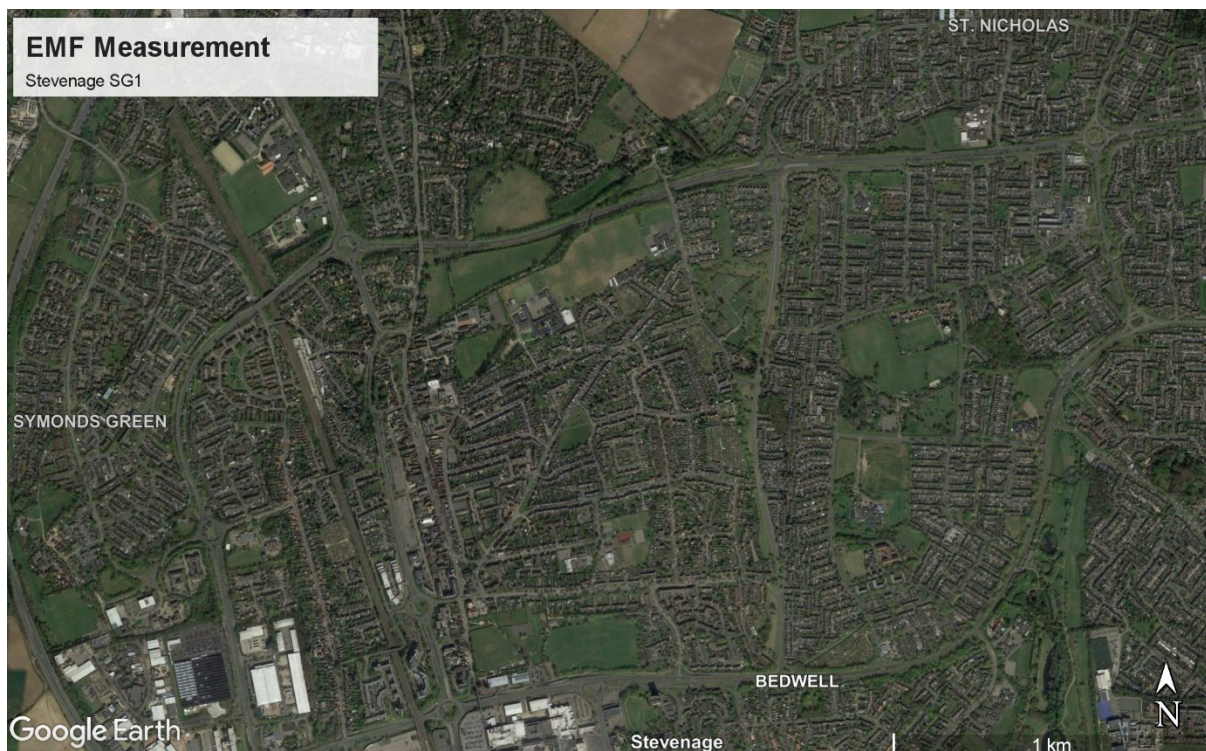 EMF Measurement
Stevenage SG1
ST. NICHOLAS
SYMONDS GREEN
BEDWELL
N
Google Earth
Stevenage
1 km